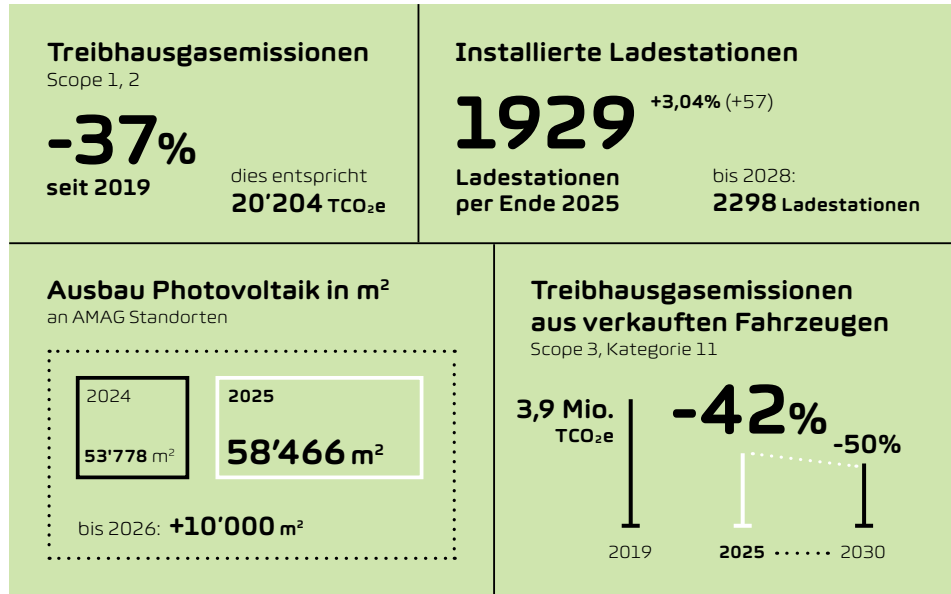 Treibhausgasemissionen
Scope 1, 2
-37%
seit 2019
dies entspricht
20’204 TCO₂e
Installierte Ladestationen
1929 +3,04% (+57)
Ladestationen
per Ende 2025
bis 2028:
2298 Ladestationen
Ausbau Photovoltaik in m²
an AMAG Standorten
2024
53'778 m²
2025
58’466 m²
bis 2026: +10’000 m²
Treibhausgasemissionen
aus verkauften Fahrzeugen
Scope 3, Kategorie 11
3,9 Mio.
TCO₂e
-42%
-50%
2019 2025 ...... 2030